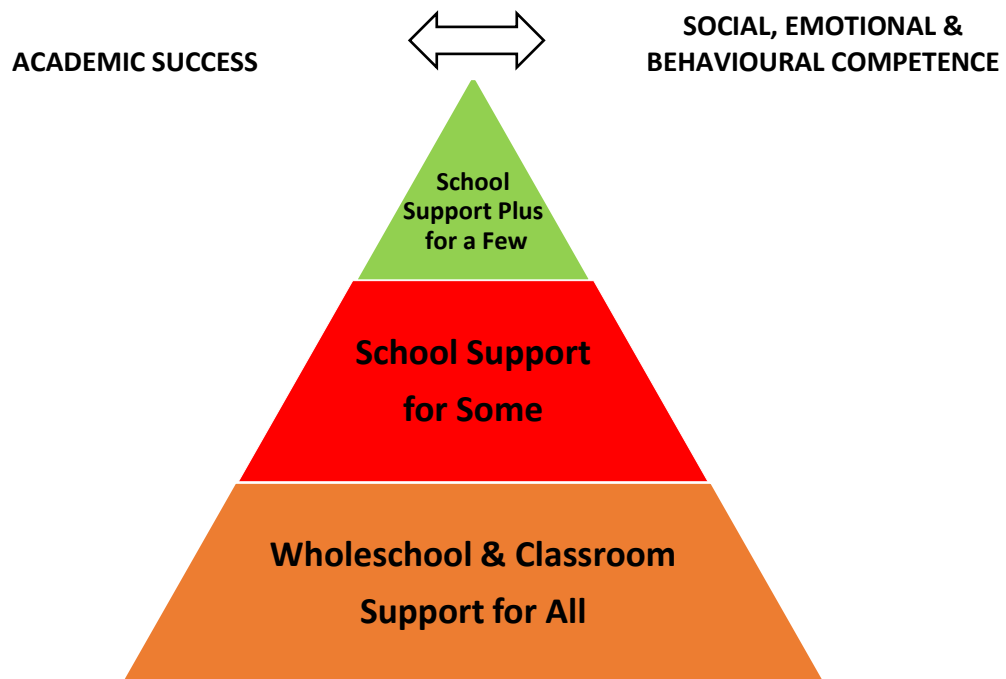 ACADEMIC SUCCESS
SOCIAL, EMOTIONAL &
BEHAVIOURAL COMPETENCE
School
Support Plus
for a Few
School Support
for Some
Wholeschool & Classroom
Support for All